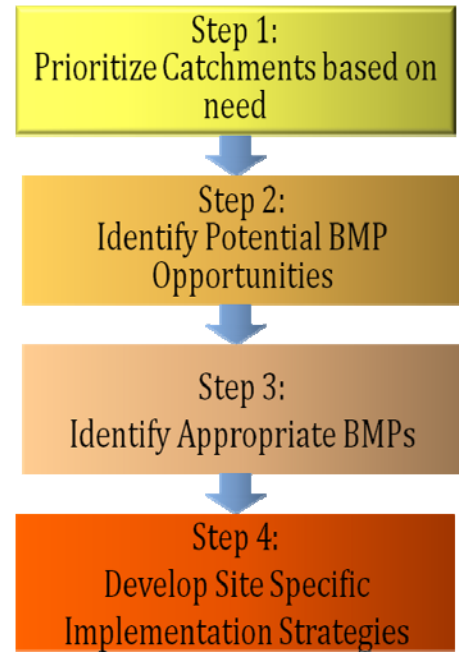 Step 1:
Prioritize Catchments based on
need
Step 2:
Identify Potential BMP
Opportunities
Step 3:
Identify Appropriate BMPs
Step 4:
Develop Site Specific
Implementation Strategies